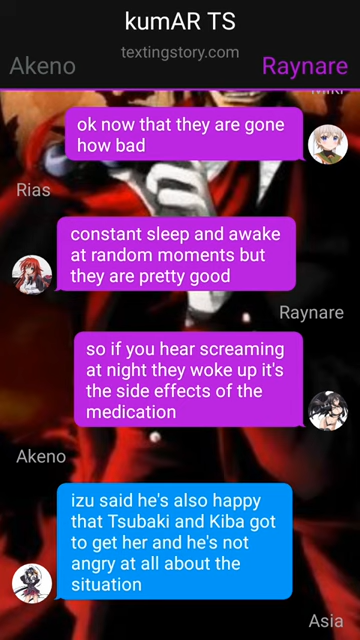 kumAR TS
textingstory.com
Akeno
Raynare
Miki
ok now that they are gone
how bad
Rias
constant sleep and awake
at random moments but
they are pretty good
Raynare
so if you hear screaming
at night they woke up it's
the side effects of the
medication
Akeno
izu said he's also happy
that Tsubaki and Kiba got
to get her and he's not
angry at all about the
situation
Asia